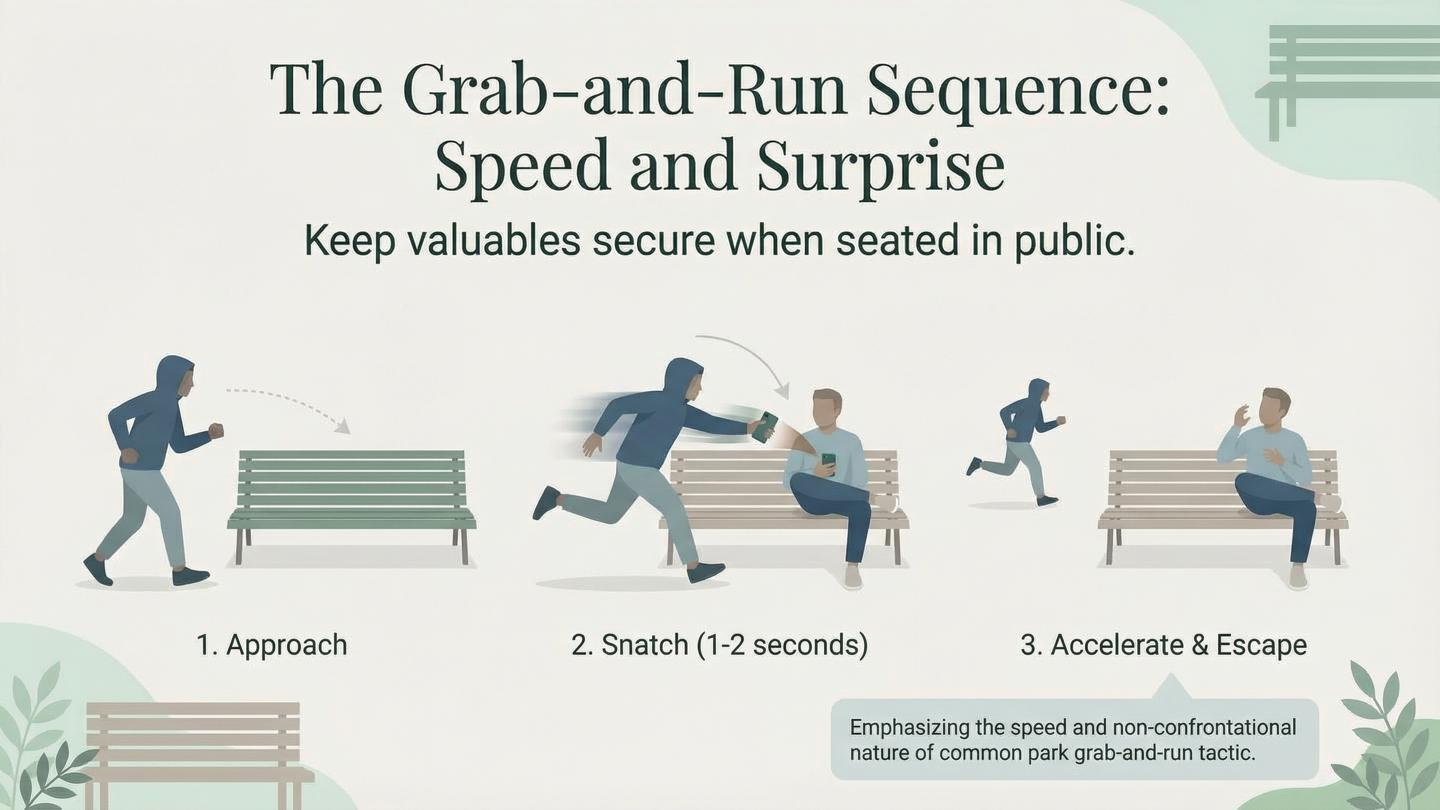 The Grab-and-Run Sequence:
Speed and Surprise
Keep valuables secure when seated in public.
1. Approach
2. Snatch (1-2 seconds)
3. Accelerate & Escape
Emphasizing the speed and non-confrontational
nature of common park grab-and-run tactic.